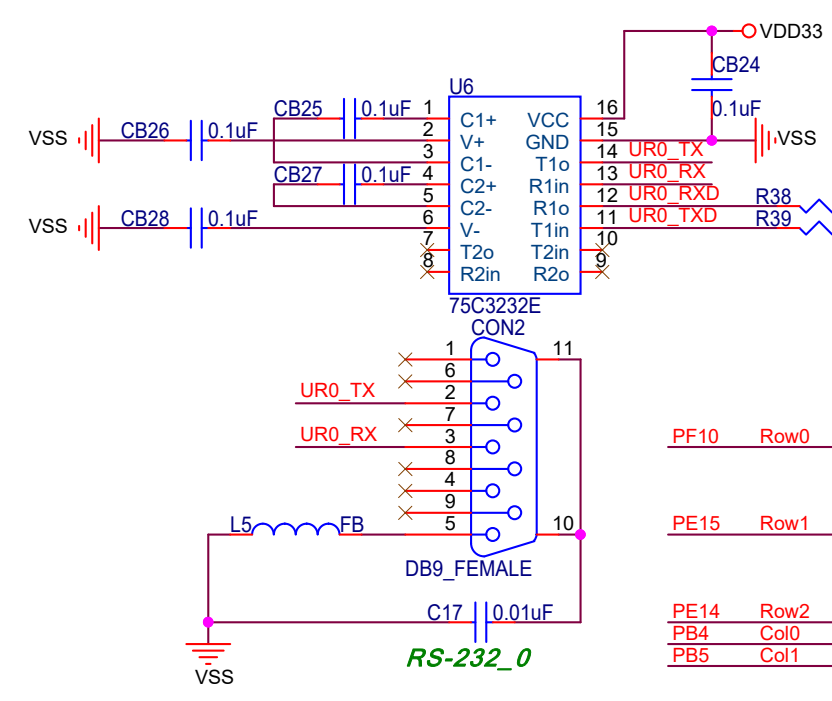 VDD33
CB24
0.1uF
VSS
U6
CB25 0.1uF 1 C1+ VCC 16
VSS CB26 0.1uF 2 V+ GND 15
3 C1- T1o 14 UR0_TX
CB27 0.1uF 4 C2+ R1in 13 UR0_RX
5 C2- R1o 12 UR0_RXD R38
VSS CB28 0.1uF 6 V- T1in 11 UR0_TXD R39
7 T2o T2in 10
8 R2in R2o 9
75C3232E
CON2
1 11
6
UR0_TX 2
7
UR0_RX 3
8
4
9
L5 FB 5 10
DB9_FEMALE
C17 0.01uF
RS-232_0
VSS
PF10 Row0
PE15 Row1
PE14 Row2
PB4 Col0
PB5 Col1